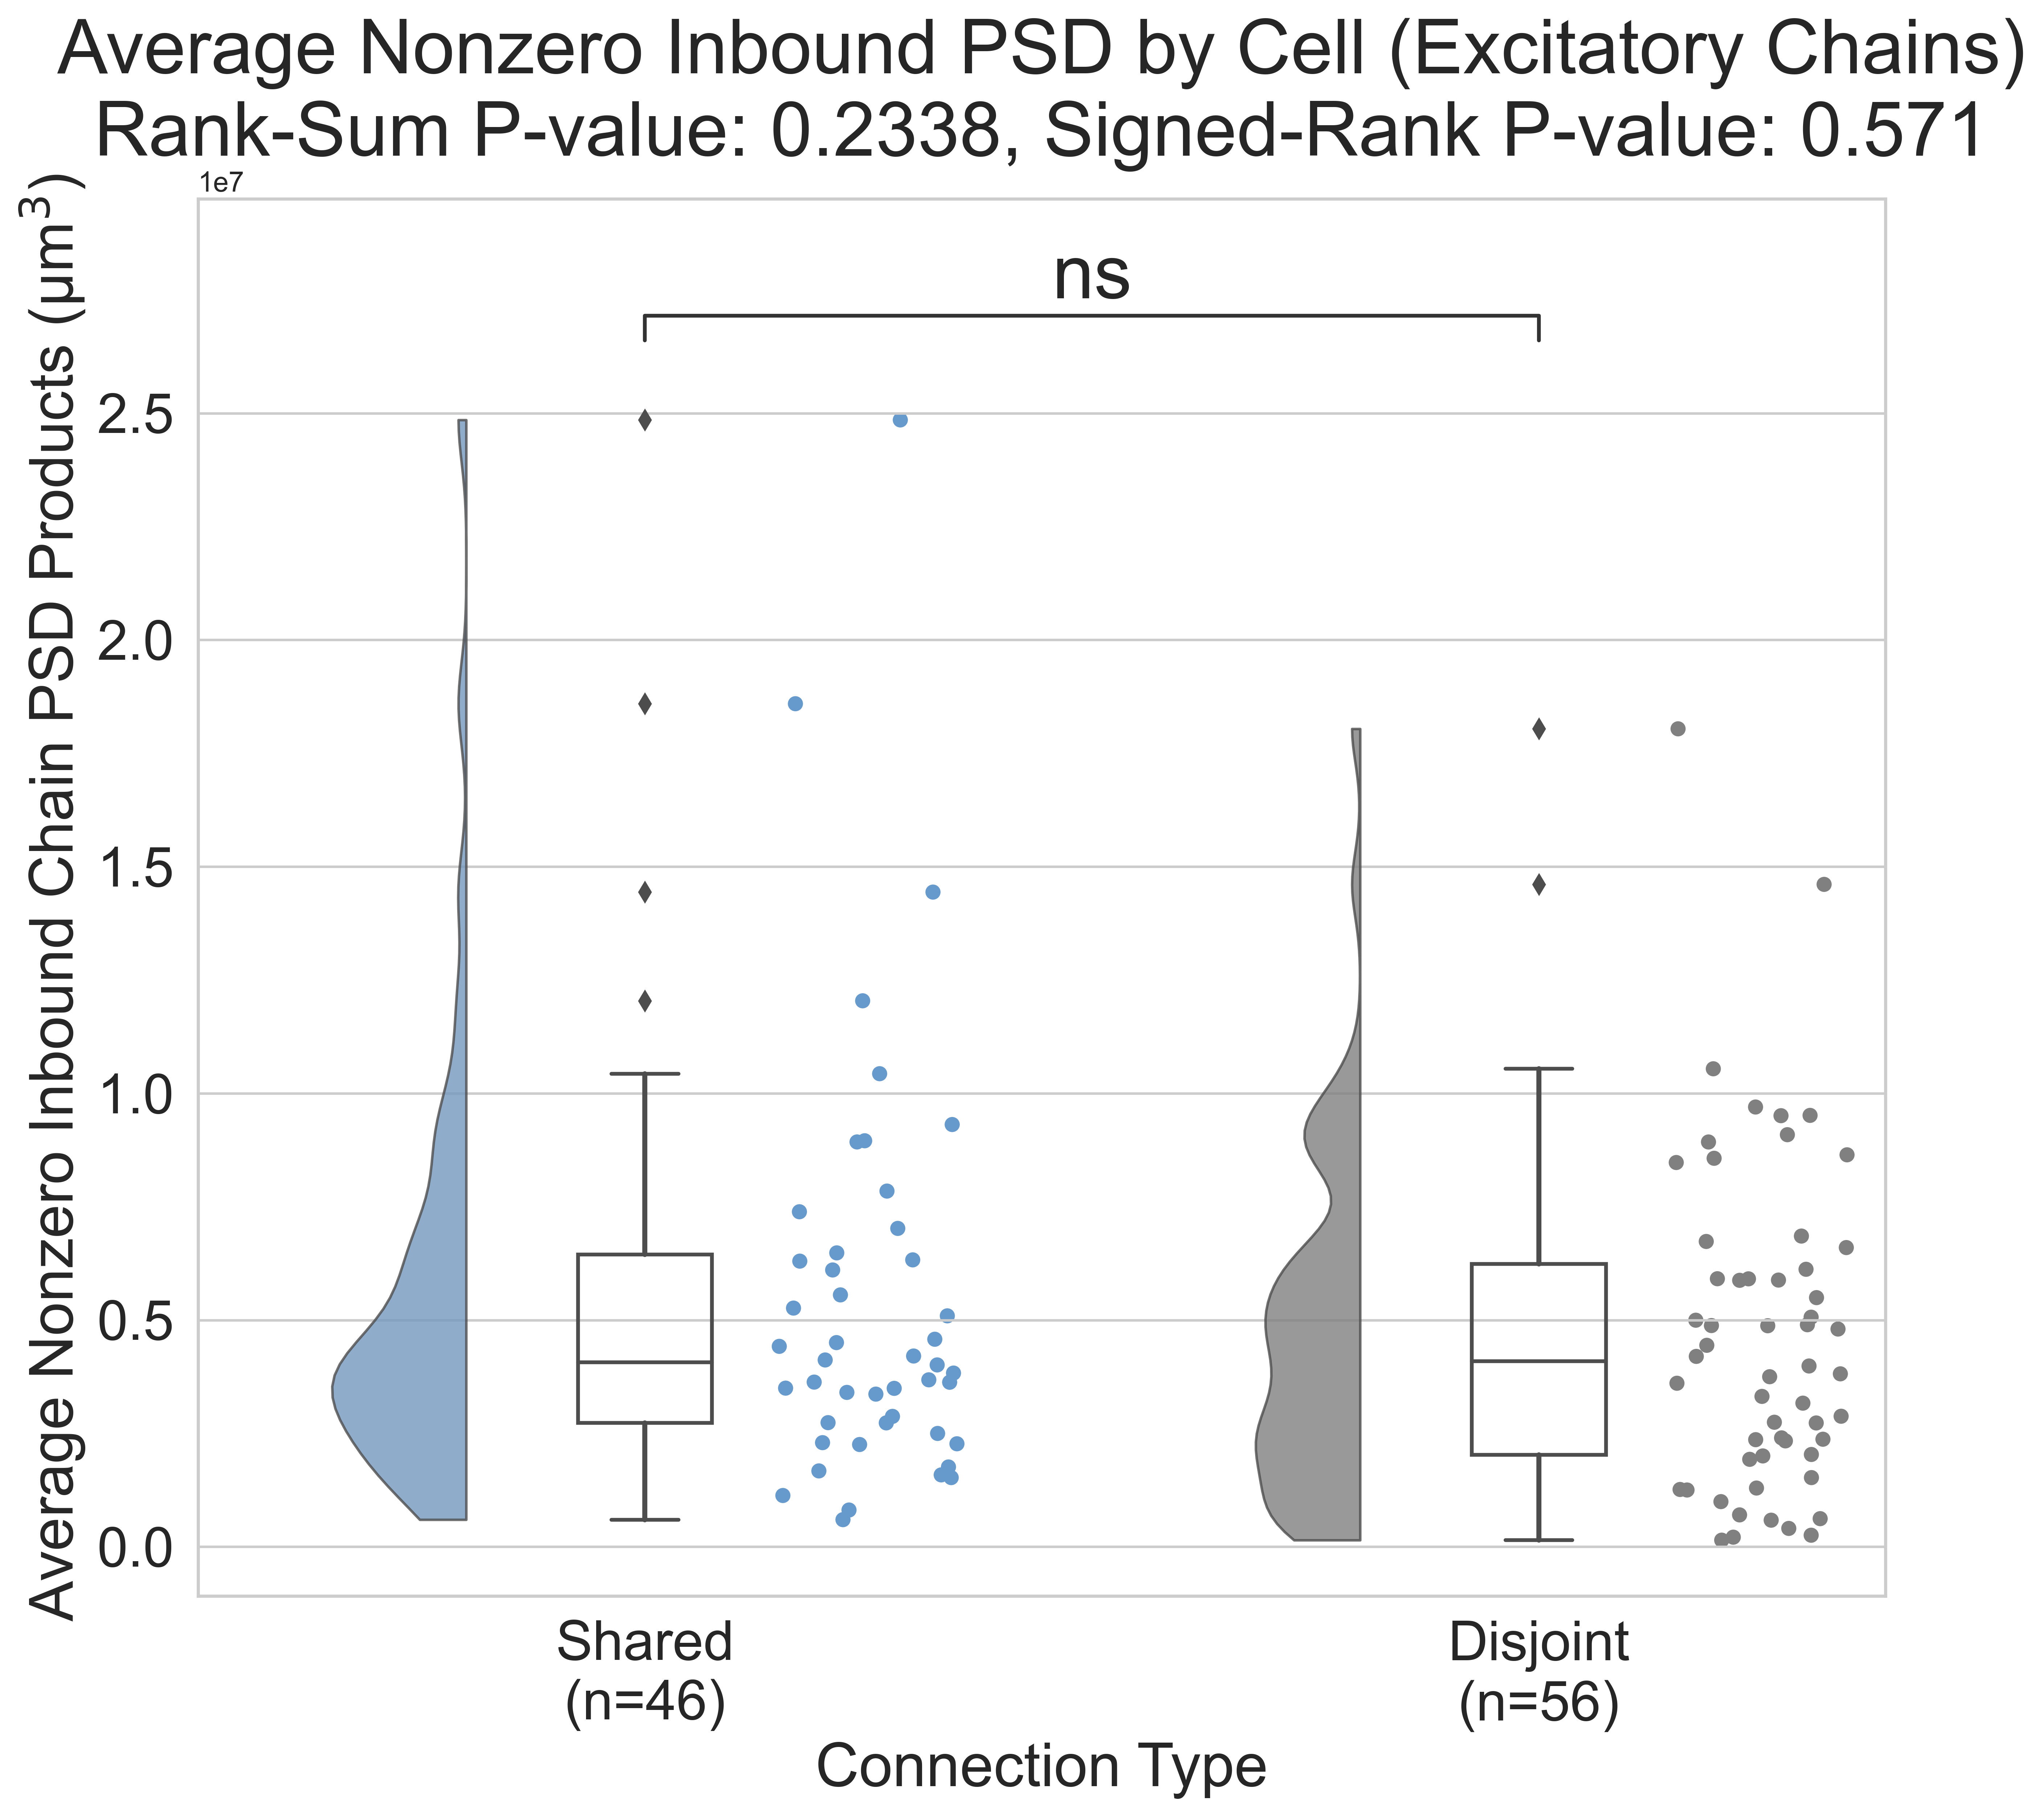 Average Nonzero Inbound PSD by Cell (Excitatory Chains)
Rank-Sum P-value: 0.2338, Signed-Rank P-value: 0.571
1e7
Average Nonzero Inbound Chain PSD Products (µm³)
ns
2.5
2.0
1.5
1.0
0.5
0.0
Shared
(n=46)
Disjoint
(n=56)
Connection Type